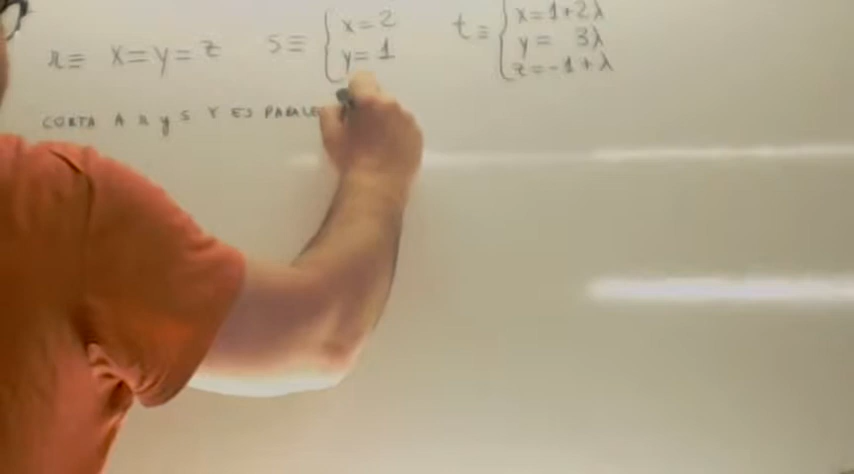 r ≡ x=y=z s ≡ { x=2 y=1 t ≡ { x=1+2λ y= 3λ z=-1+λ
CORTA A r y s Y ES PARALE